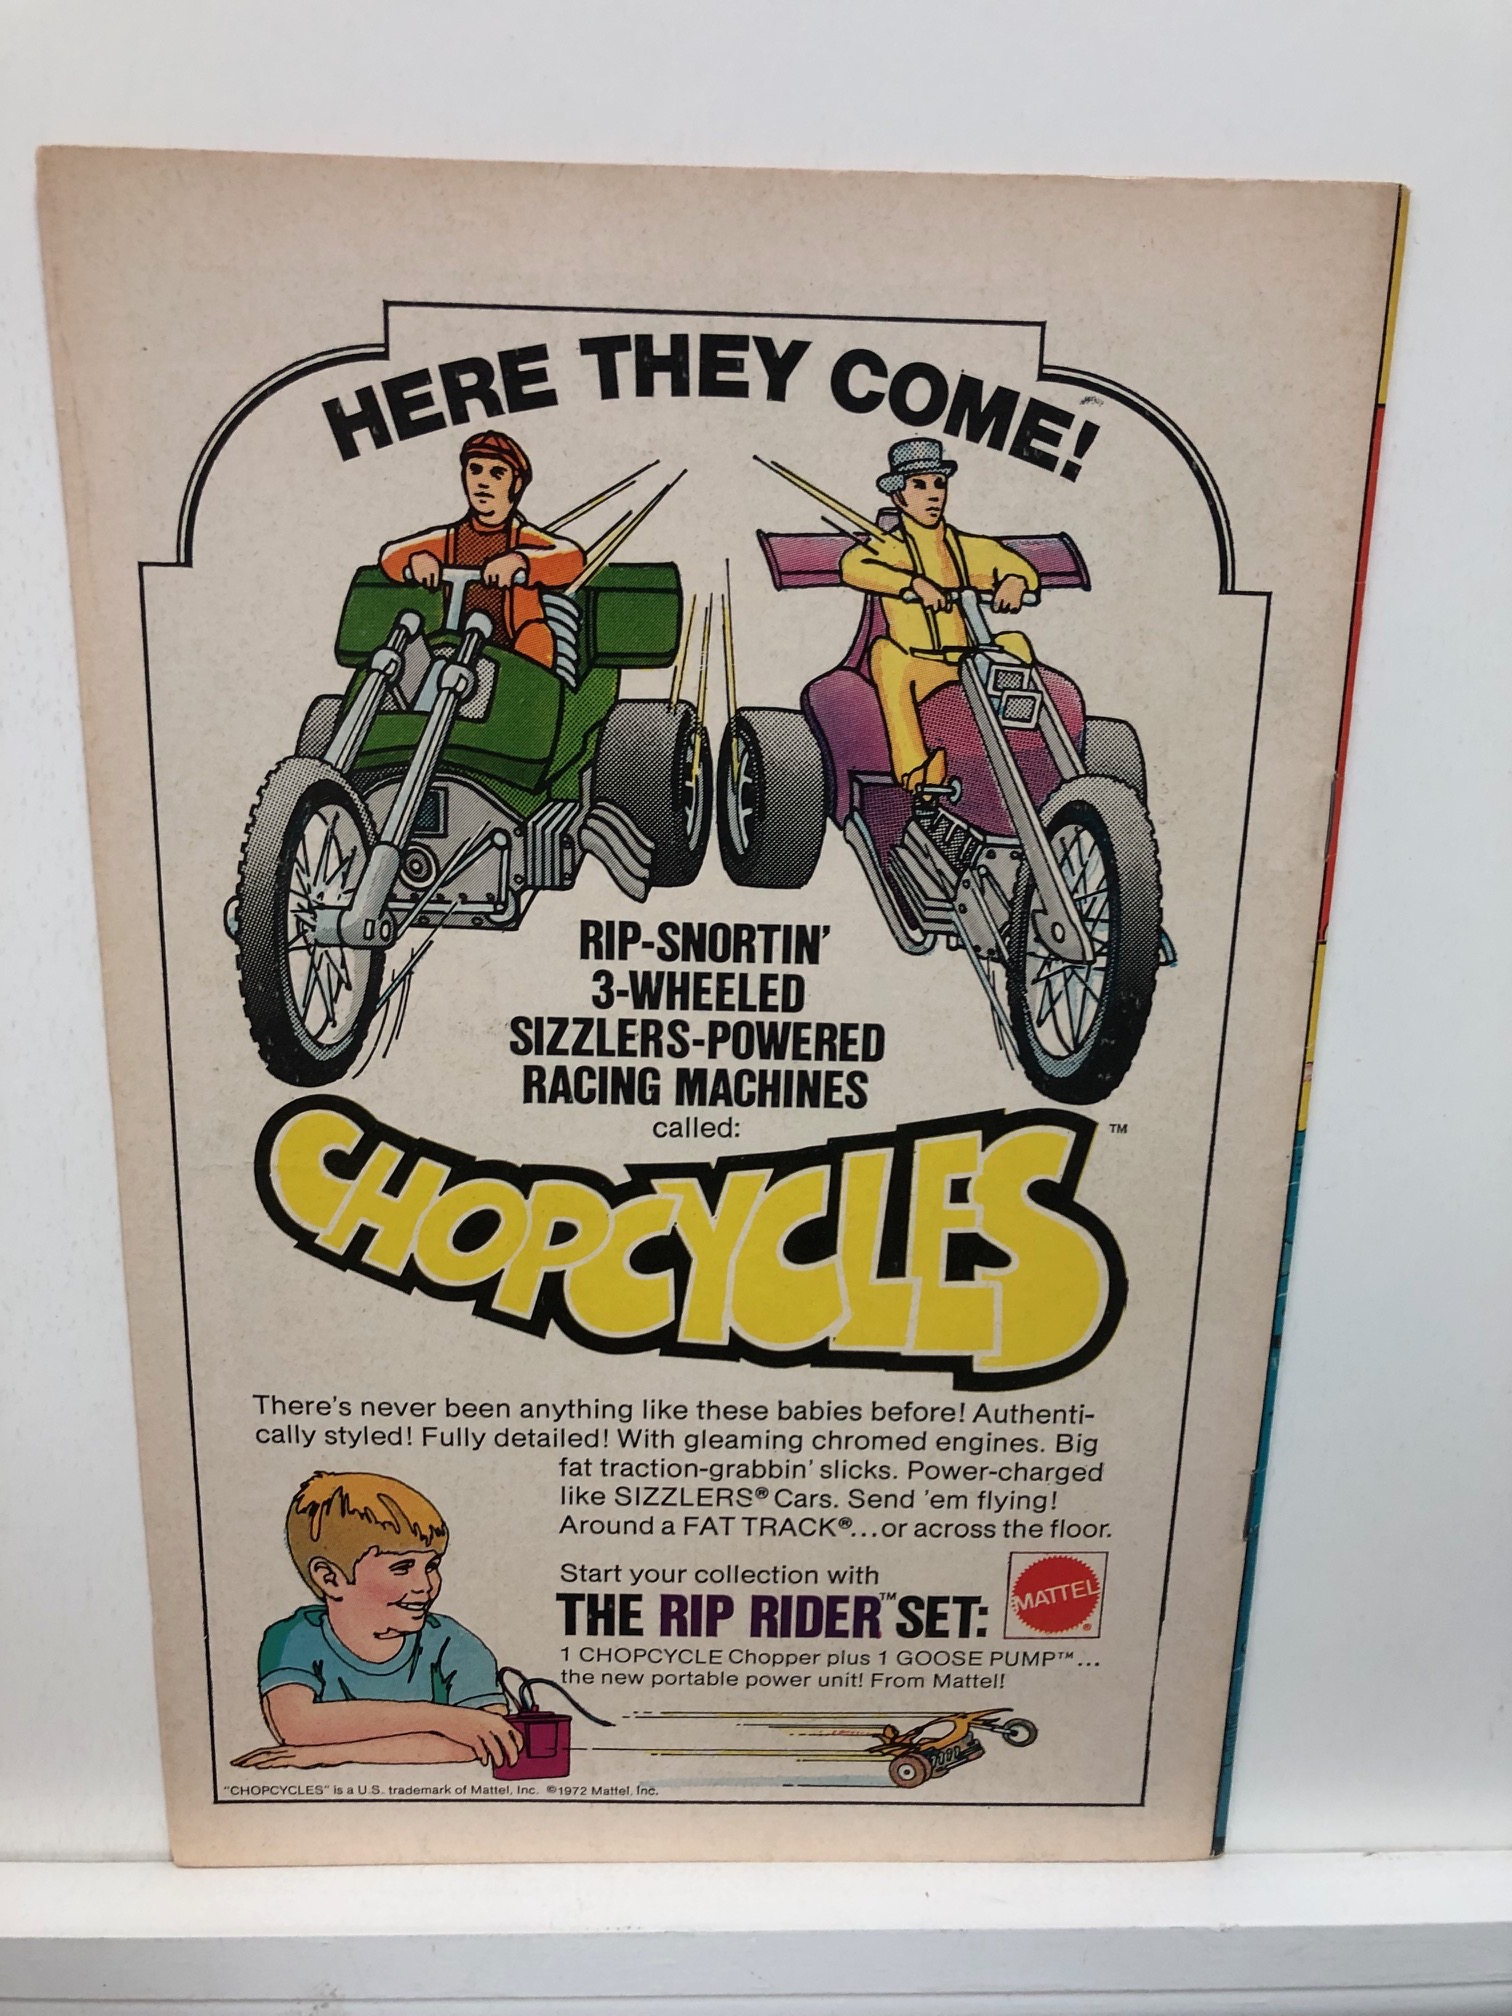 HERE THEY COME!
RIP-SNORTIN'
3-WHEELED
SIZZLERS-POWERED
RACING MACHINES
called:
CHOPCYCLES™
There's never been anything like these babies before! Authenti-
cally styled! Fully detailed! With gleaming chromed engines. Big
fat traction-grabbin' slicks. Power-charged
like SIZZLERS® Cars. Send 'em flying!
Around a FAT TRACK®...or across the floor.
Start your collection with
THE RIP RIDER™ SET:
MATTEL®
1 CHOPCYCLE Chopper plus 1 GOOSE PUMP™...
the new portable power unit! From Mattel!
"CHOPCYCLES" is a U.S. trademark of Mattel, Inc. ©1972 Mattel, Inc.